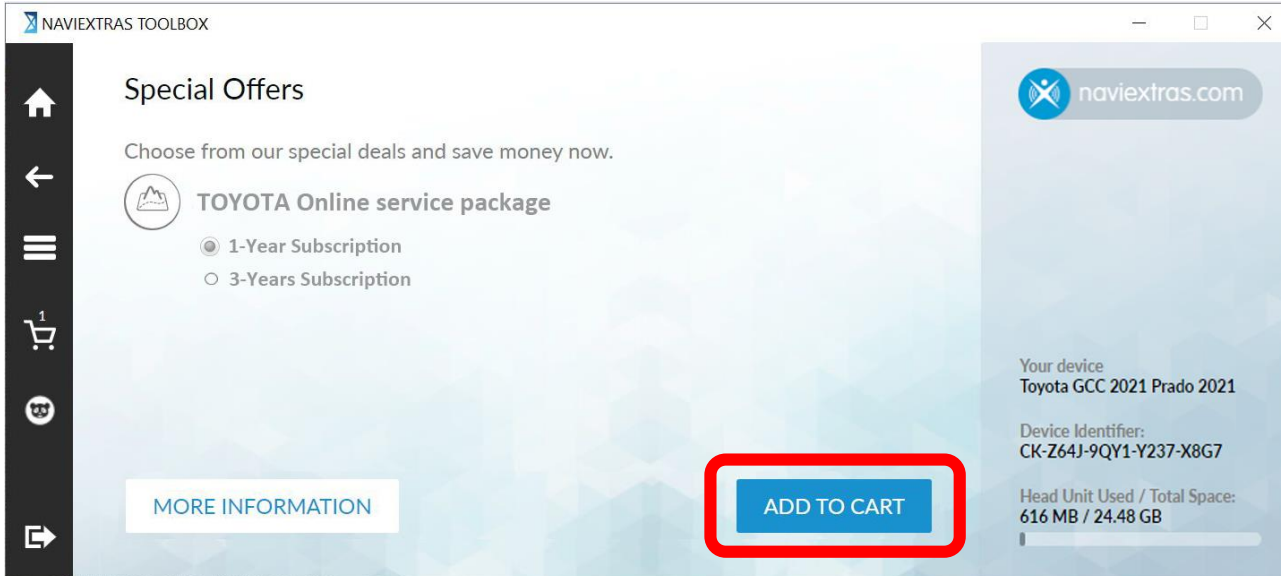 NAVIEXTRAS TOOLBOX
Special Offers
naviextras.com
Choose from our special deals and save money now.
TOYOTA Online service package
1-Year Subscription
3-Years Subscription
1
Your device
Toyota GCC 2021 Prado 2021
Device Identifier:
CK-Z64J-9QY1-Y237-X8G7
Head Unit Used / Total Space:
616 MB / 24.48 GB
MORE INFORMATION
ADD TO CART